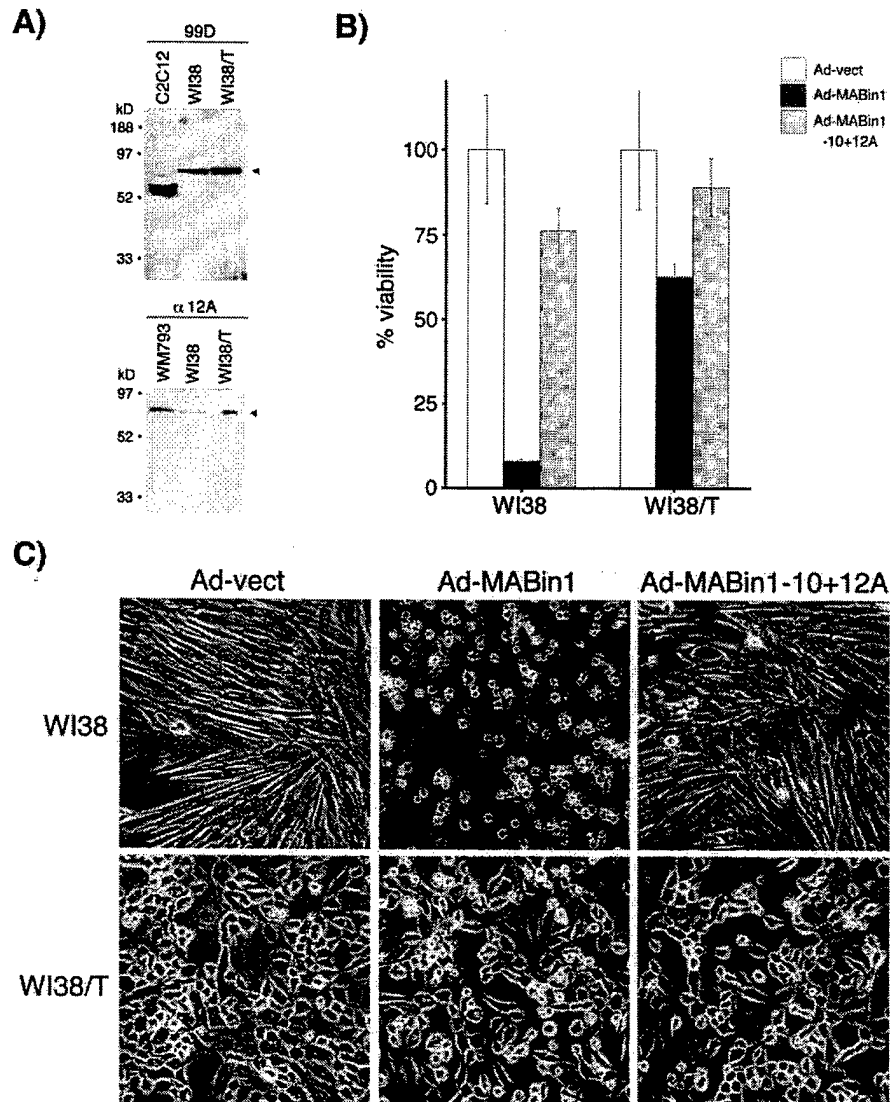 A)
99D
C2C12
WI38
WI38/T
kD
188
97
52
33
α 12A
WM793
WI38
WI38/T
kD
97
52
33
B)
% viability
100
75
50
25
0
WI38
WI38/T
Ad-vect
Ad-MABin1
Ad-MABin1
-10+12A
C)
Ad-vect
Ad-MABin1
Ad-MABin1-10+12A
WI38
WI38/T